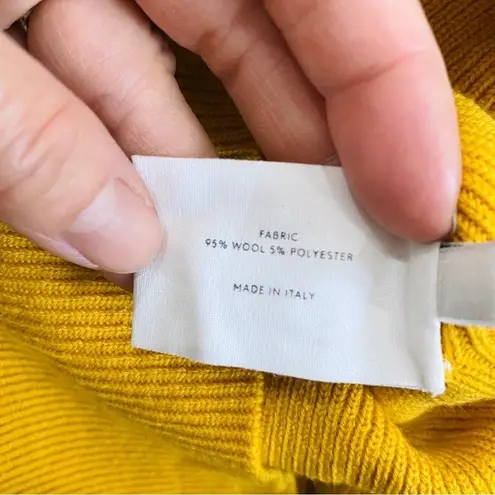 FABRIC
95% WOOL 5% POLYESTER
MADE IN ITALY